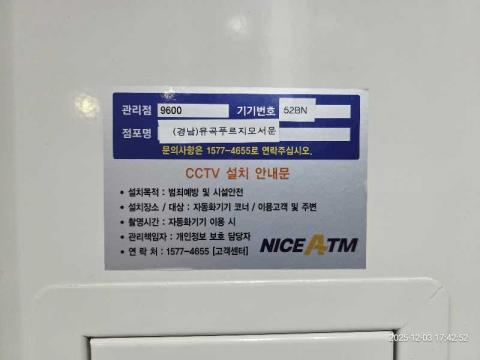 관리점 9600 기기번호 52BN
점포명 (경남)유곡푸르지오서문
문의사항은 1577-4655로 연락주십시오.
CCTV 설치 안내문
• 설치목적 : 범죄예방 및 시설안전
• 설치장소 / 대상 : 자동화기기 코너 / 이용고객 및 주변
• 촬영시간 : 자동화기기 이용 시
• 관리책임자 : 개인정보 보호 담당자
• 연 락 처 : 1577-4655 [고객센터]
NICE ATM
2025-12-03 17:42:52